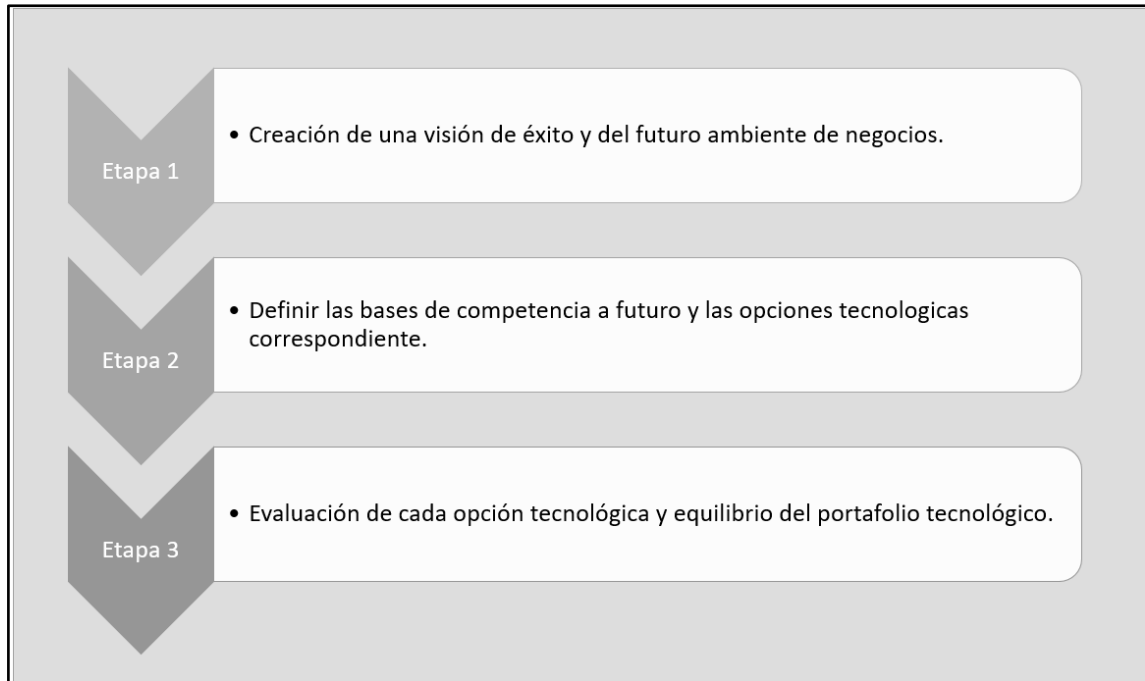 Etapa 1
• Creación de una visión de éxito y del futuro ambiente de negocios.
Etapa 2
• Definir las bases de competencia a futuro y las opciones tecnologicas
correspondiente.
Etapa 3
• Evaluación de cada opción tecnológica y equilibrio del portafolio tecnológico.